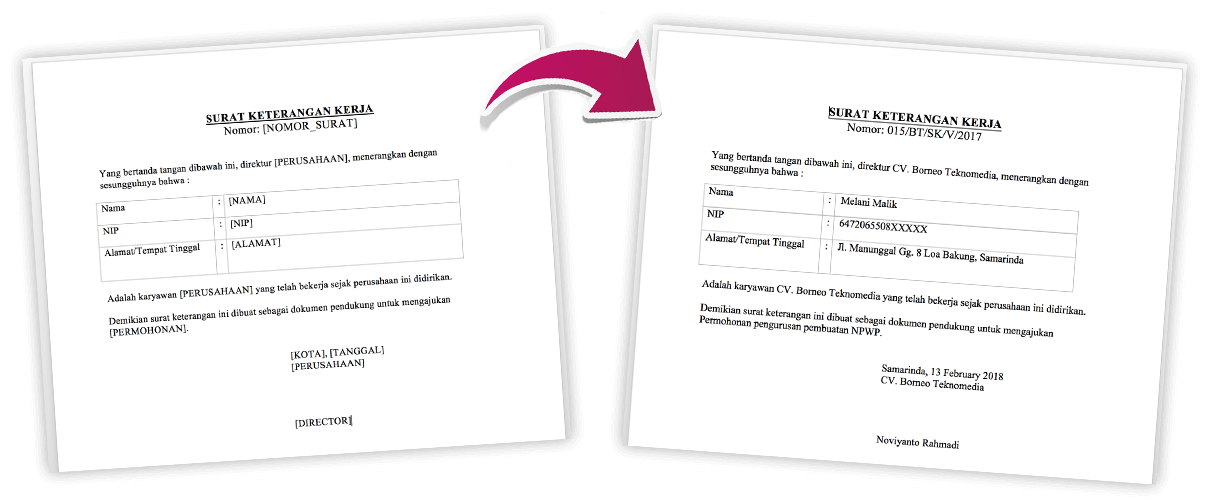 SURAT KETERANGAN KERJA
Nomor: [NOMOR_SURAT]
Yang bertanda tangan dibawah ini, direktur [PERUSAHAAN], menerangkan dengan
sesungguhnya bahwa :
Nama : [NAMA]
NIP : [NIP]
Alamat/Tempat Tinggal : [ALAMAT]
Adalah karyawan [PERUSAHAAN] yang telah bekerja sejak perusahaan ini didirikan.
Demikian surat keterangan ini dibuat sebagai dokumen pendukung untuk mengajukan
[PERMOHONAN].
[KOTA], [TANGGAL]
[PERUSAHAAN]
[DIRECTOR]
SURAT KETERANGAN KERJA
Nomor: 015/BT/SK/V/2017
Yang bertanda tangan dibawah ini, direktur CV. Borneo Teknomedia, menerangkan dengan
sesungguhnya bahwa :
Nama : Melani Malik
NIP : 6472065508XXXXX
Alamat/Tempat Tinggal : Jl. Manunggal Gg. 8 Loa Bakung, Samarinda
Adalah karyawan CV. Borneo Teknomedia yang telah bekerja sejak perusahaan ini didirikan.
Demikian surat keterangan ini dibuat sebagai dokumen pendukung untuk mengajukan
Permohonan pengurusan pembuatan NPWP.
Samarinda, 13 February 2018
CV. Borneo Teknomedia
Noviyanto Rahmadi